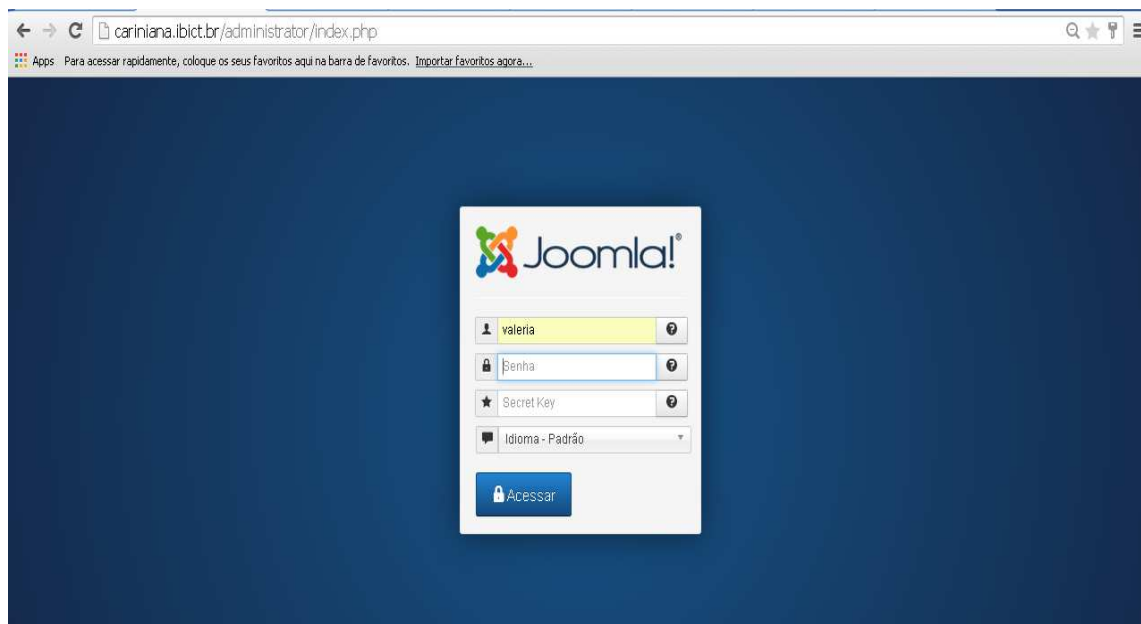 cariniana.ibict.br/administrator/index.php
Apps Para acessar rapidamente, coloque os seus favoritos aqui na barra de favoritos. Importar favoritos agora...
Joomla!®
valeria
Senha
Secret Key
Idioma - Padrão
Acessar